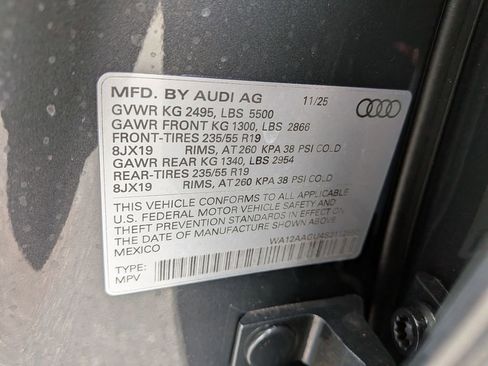 MFD. BY AUDI AG 11/25
GVWR KG 2495, LBS 5500
GAWR FRONT KG 1300, LBS 2866
FRONT-TIRES 235/55 R19
8JX19 RIMS, AT 260 KPA 38 PSI COLD
GAWR REAR KG 1340, LBS 2954
REAR-TIRES 235/55 R19
8JX19 RIMS, AT 260 KPA 38 PSI COLD
THIS VEHICLE CONFORMS TO ALL APPLICABLE
U.S. FEDERAL MOTOR VEHICLE SAFETY AND
THEFT PREVENTION STANDARDS IN EFFECT ON
THE DATE OF MANUFACTURE SHOWN ABOVE.
MEXICO
TYPE:
MPV